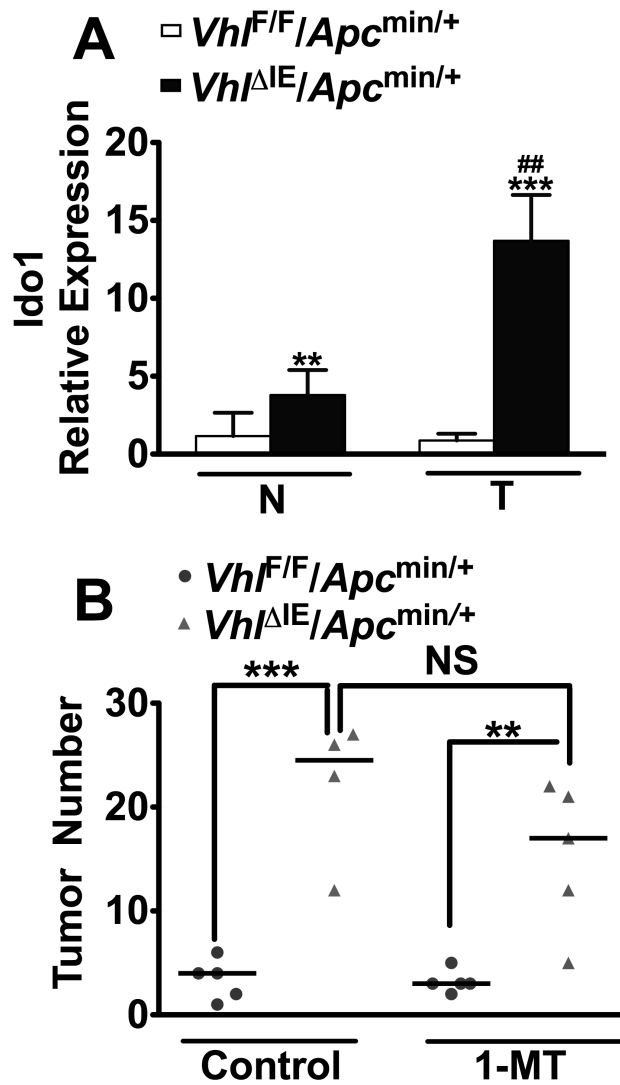 A
Vhl^F/F/Apc^min/+
Vhl^ΔIE/Apc^min/+
Ido1
Relative Expression
20
15
10
5
0
**
##
***
N
T
B
Vhl^F/F/Apc^min/+
Vhl^ΔIE/Apc^min/+
***
NS
**
Tumor Number
30
20
10
0
Control
1-MT